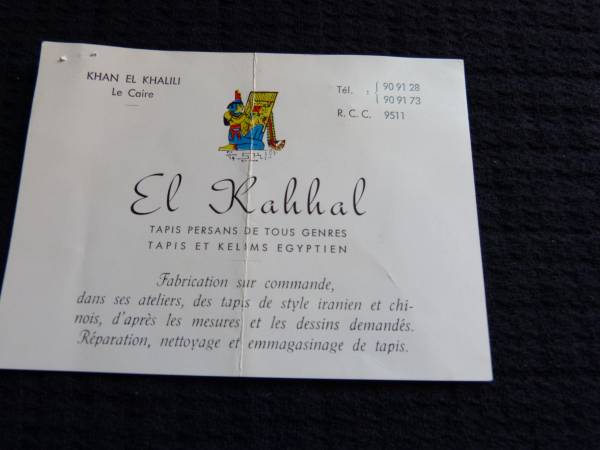 KHAN EL KHALILI
Le Caire
Tél. : { 90 91 28
{ 90 91 73
R. C. C. 9511
El Kahhal
TAPIS PERSANS DE TOUS GENRES
TAPIS ET KELIMS EGYPTIEN
Fabrication sur commande,
dans ses ateliers, des tapis de style iranien et chi-
nois, d'après les mesures et les dessins demandés.
Réparation, nettoyage et emmagasinage de tapis.